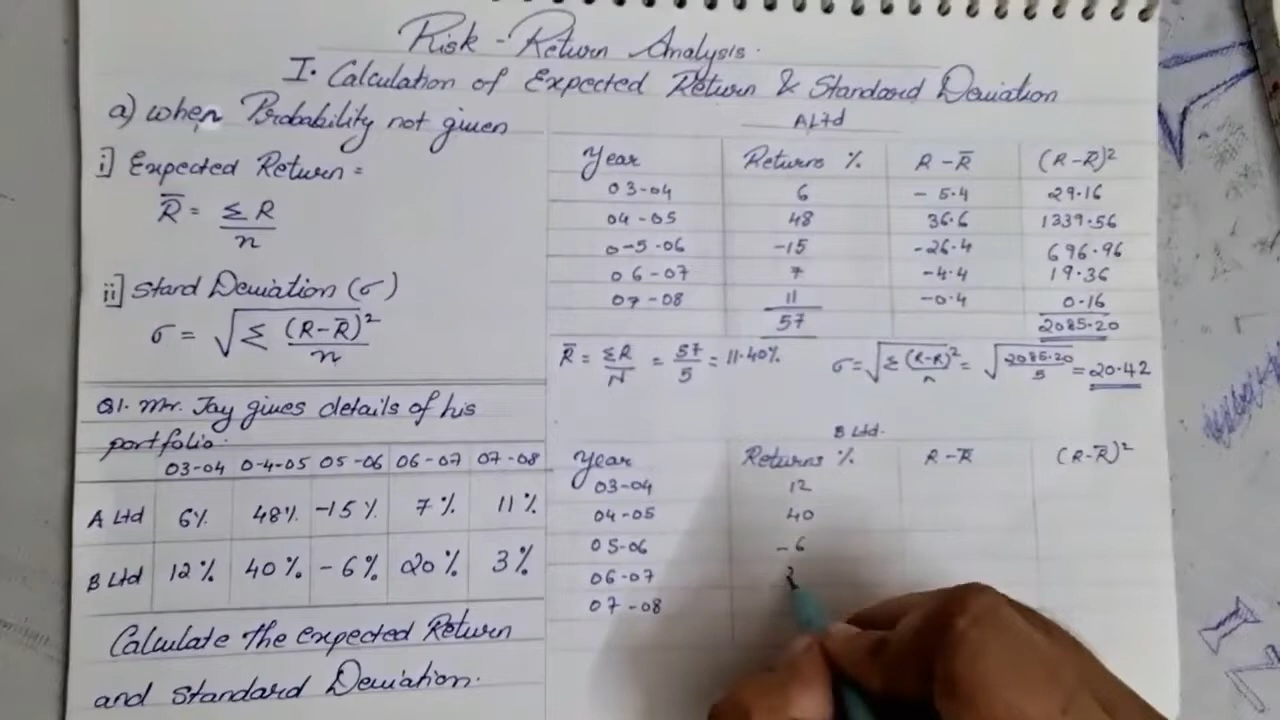 Risk - Return Analysis.
I. Calculation of Expected Return & Standard Deviation
a) when Probability not given
i] Expected Return =
R̅ = ΣR
n
ii] Stard Deviation (σ)
σ = √Σ (R-R̅)²
n
Q1. Mr. Jay gives details of his
portfolio.
03-04 0-4-05 05-06 06-07 07-08
A Ltd 6% 48% -15% 7% 11%
B Ltd 12% 40% -6% 20% 3%
Calculate the expected Return
and standard Deviation.
A Ltd
Year Returns % R-R̅ (R-R̅)²
03-04 6 -5.4 29.16
04-05 48 36.6 1339.56
0-5-06 -15 -26.4 696.96
06-07 7 -4.4 19.36
07-08 11 -0.4 0.16
57 2085.20
R̅ = ΣR/N = 57/5 = 11.40% σ = √Σ(R-R)²/n = √2085.20/5 = 20.42
B Ltd.
Year Returns % R-R̅ (R-R̅)²
03-04 12
04-05 40
05-06 -6
06-07 2
07-08